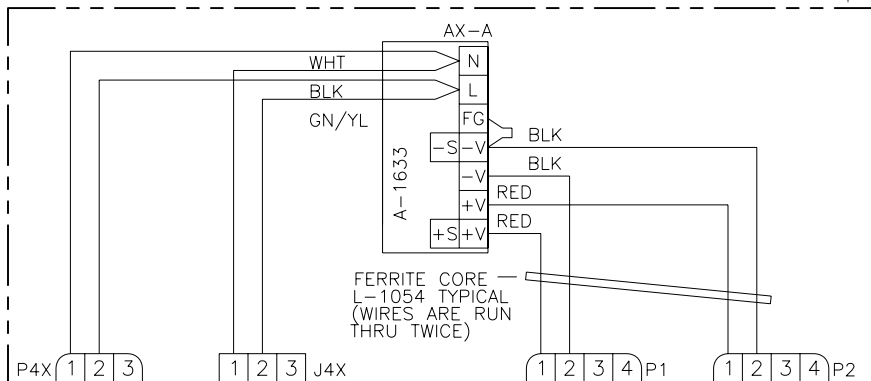 AX-A
WHT
N
BLK
L
GN/YL
FG
BLK
-S -V
BLK
-V
A-1633
RED
+V
RED
+S +V
FERRITE CORE
L-1054 TYPICAL
(WIRES ARE RUN
THRU TWICE)
P4X 1 2 3
1 2 3 J4X
1 2 3 4 P1
1 2 3 4 P2